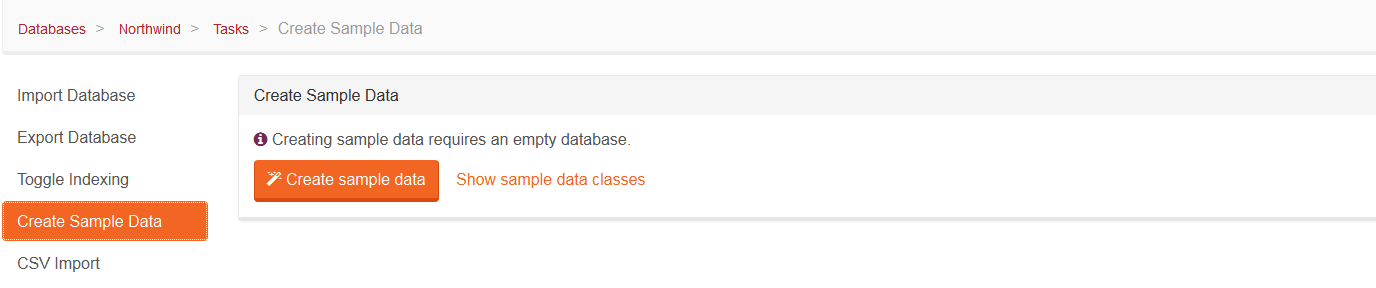 Databases > Northwind > Tasks > Create Sample Data
Import Database
Export Database
Toggle Indexing
Create Sample Data
CSV Import
Create Sample Data
Creating sample data requires an empty database.
Create sample data Show sample data classes